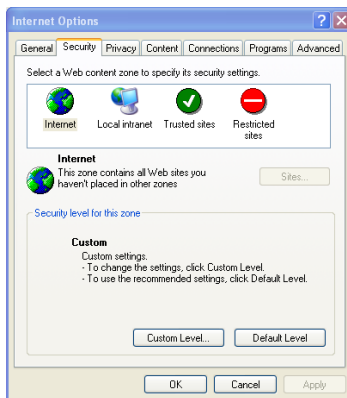 Internet Options
General Security Privacy Content Connections Programs Advanced
Select a Web content zone to specify its security settings.
Internet Local intranet Trusted sites Restricted sites
Internet
This zone contains all Web sites you
haven't placed in other zones
Sites...
Security level for this zone
Custom
Custom settings.
- To change the settings, click Custom Level.
- To use the recommended settings, click Default Level.
Custom Level... Default Level
OK Cancel Apply